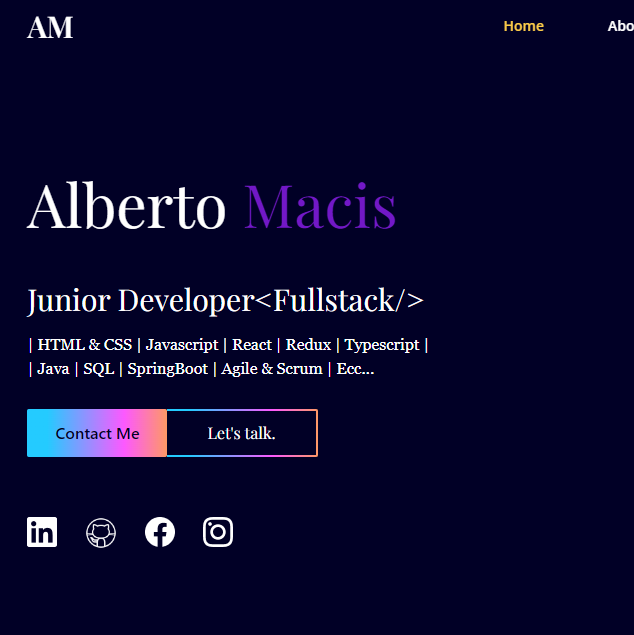 AM
Home Abo
Alberto Macis
Junior Developer<Fullstack/>
| HTML & CSS | Javascript | React | Redux | Typescript |
| Java | SQL | SpringBoot | Agile & Scrum | Ecc...
Contact Me Let's talk.
in